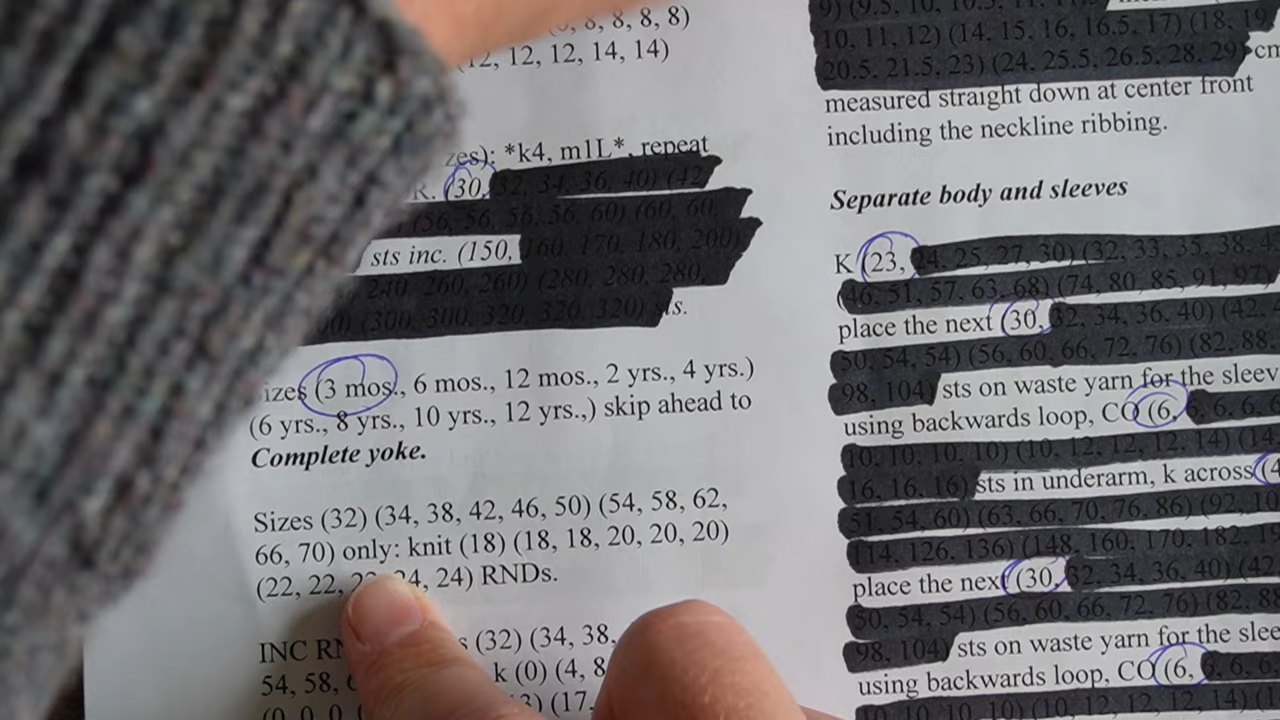 8, 8, 8, 8)
12, 12, 14, 14)
zes): *k4, m1L*, repeat
R. (30, 32, 34, 36, 40) (42
(56, 56, 56, 56, 60) (60, 60,
sts inc. (150, 160, 170, 180, 200)
240, 260, 260) (280, 280, 280,
(300, 300, 320, 320, 320) sts.
izes (3 mos., 6 mos., 12 mos., 2 yrs., 4 yrs.)
(6 yrs., 8 yrs., 10 yrs., 12 yrs.,) skip ahead to
Complete yoke.
Sizes (32) (34, 38, 42, 46, 50) (54, 58, 62,
66, 70) only: knit (18) (18, 18, 20, 20, 20)
(22, 22, 22, 24, 24) RNDs.
INC RN s (32) (34, 38,
54, 58, k (0) (4, 8
(0, 0, 0, (17
9) (9.5, 10, 10.5,
10, 11, 12) (14, 15, 16, 16.5, 17) (18, 19,
20.5, 21.5, 23) (24, 25.5, 26.5, 28, 29) cm
measured straight down at center front
including the neckline ribbing.
Separate body and sleeves
K (23, 24, 25, 27, 30) (32, 33, 35, 38, 4
(46, 51, 57, 63, 68) (74, 80, 85, 91, 97)
place the next (30, 32, 34, 36, 40) (42,
50, 54, 54) (56, 60, 66, 72, 76) (82, 88,
98, 104) sts on waste yarn for the sleev
using backwards loop, CO (6, 6, 6, 6, 6
10, 10, 10, 10) (10, 12, 12, 12, 14) (14,
16, 16, 16) sts in underarm, k across (4
51, 54, 60) (63, 66, 70, 76, 86) (92, 10
114, 126, 136) (148, 160, 170, 182, 19
place the next (30, 32, 34, 36, 40) (42
50, 54, 54) (56, 60, 66, 72, 76) (82, 88
98, 104) sts on waste yarn for the slee
using backwards loop, CO (6, 6, 6, 6,
10, 10, 10, 10) (10, 12, 12, 12, 14) (1